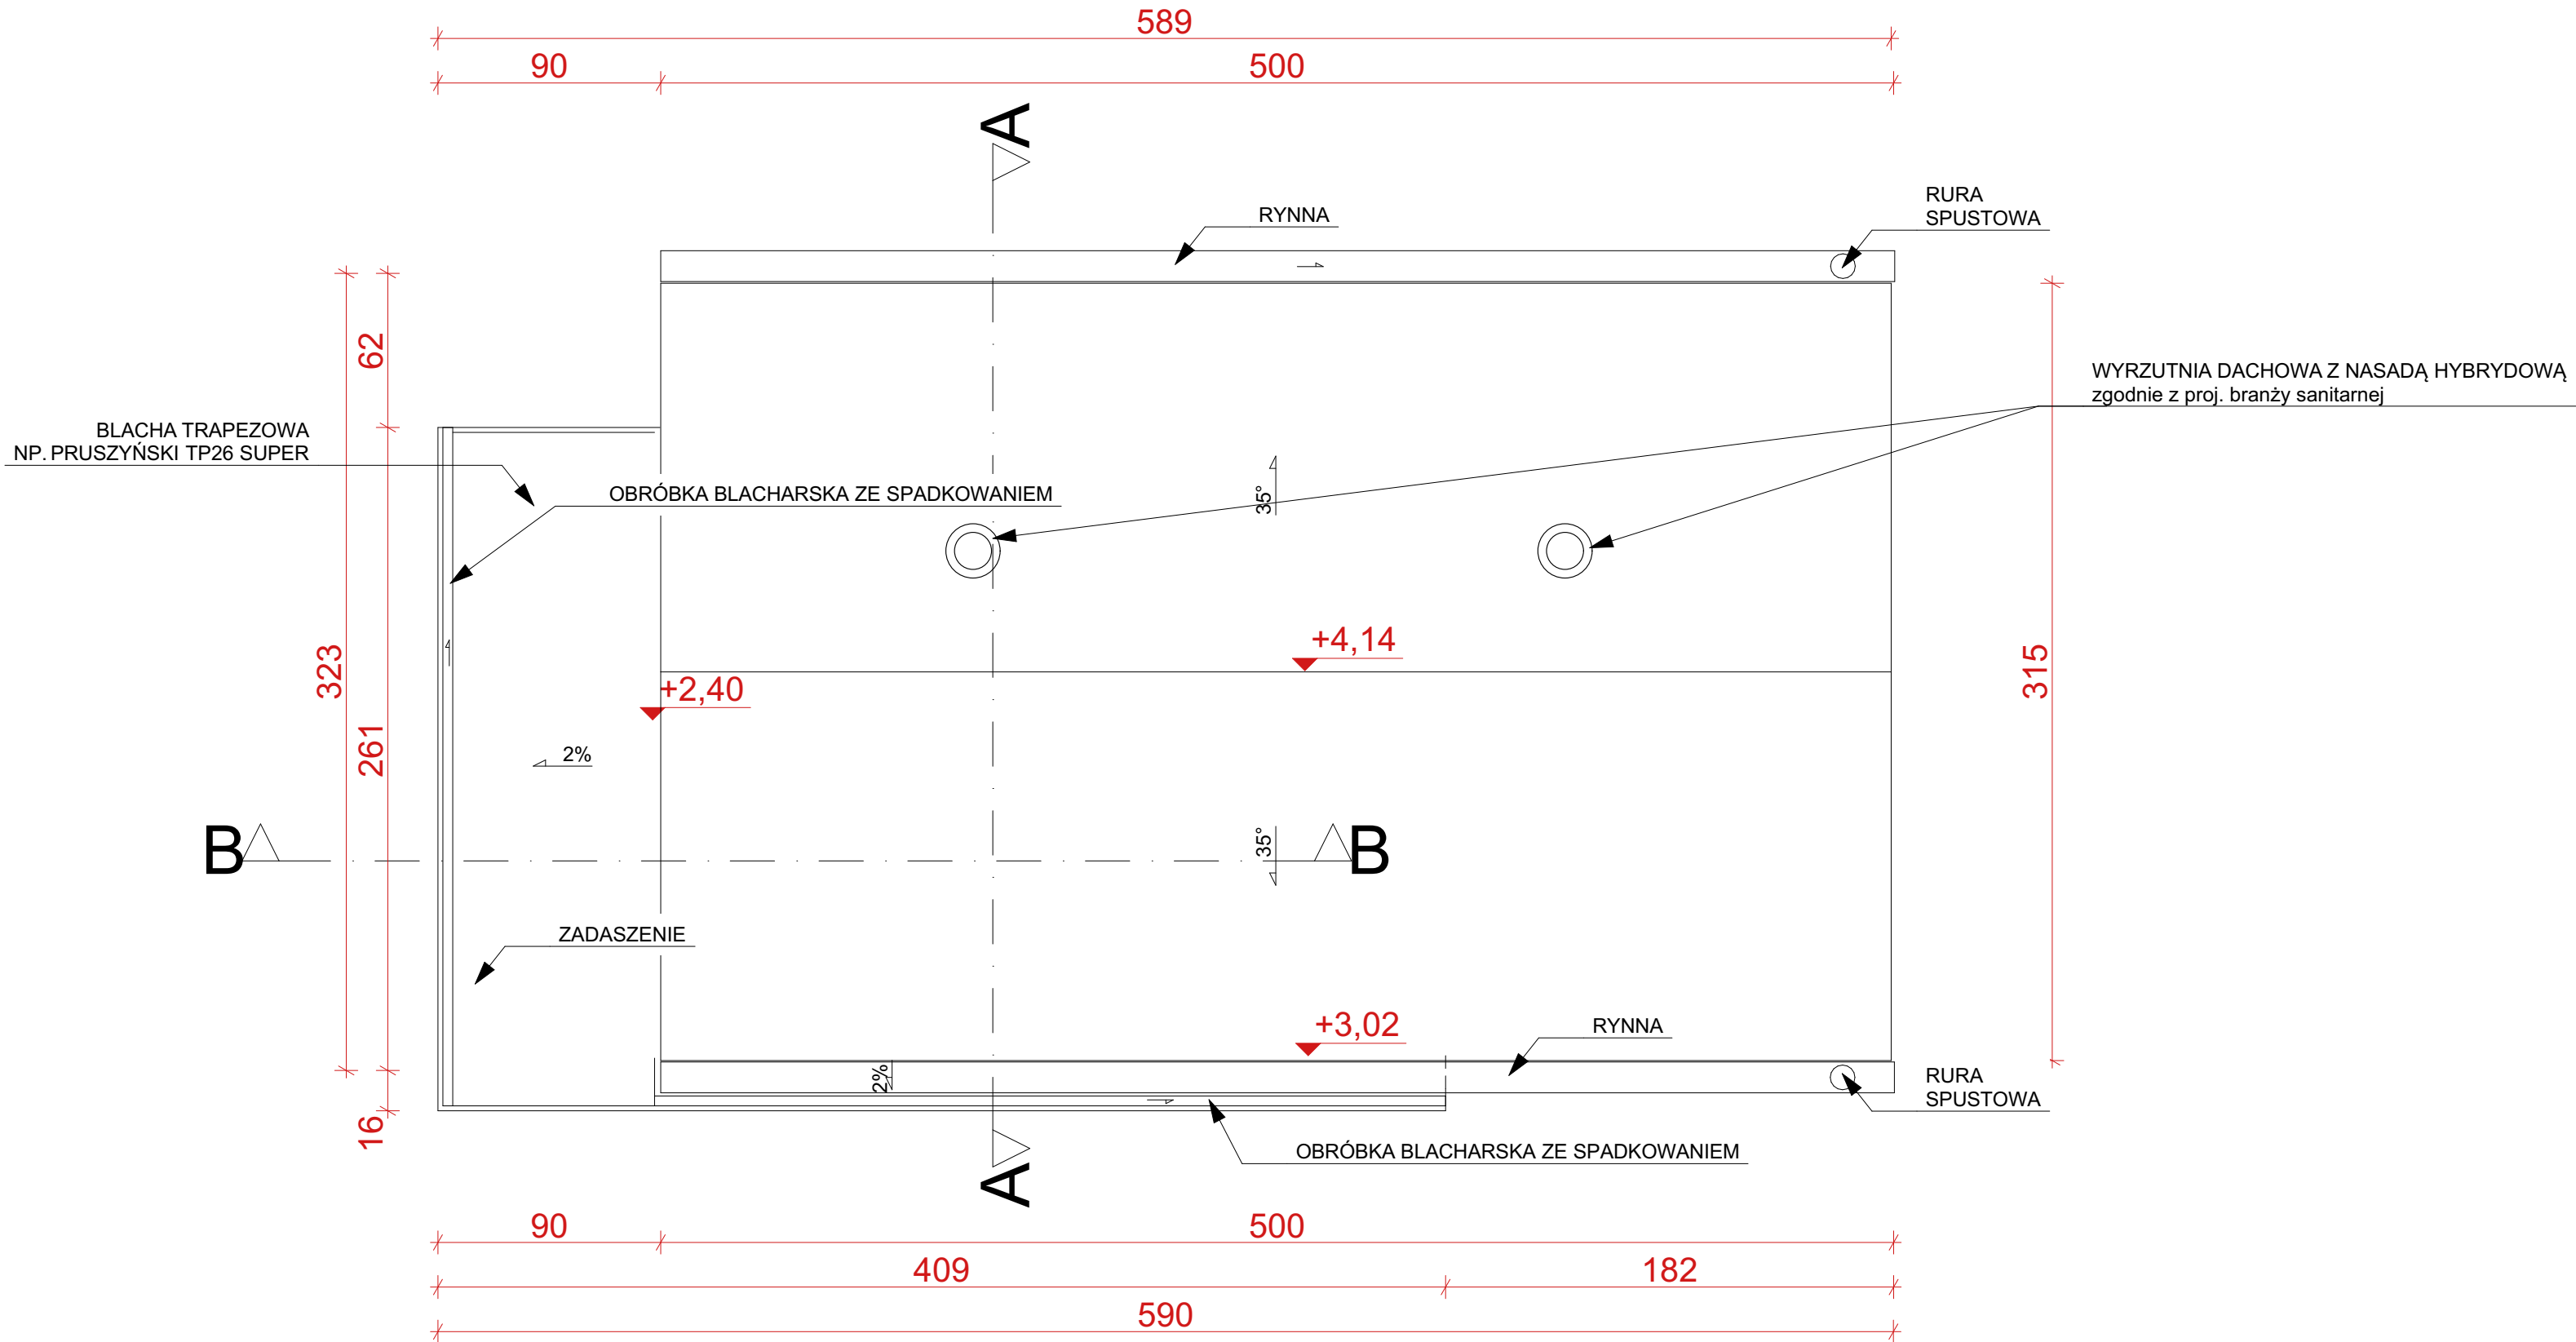 589
90
500
A
RYNNA
RURA
SPUSTOWA
62
WYRZUTNIA DACHOWA Z NASADĄ HYBRYDOWĄ
zgodnie z proj. branży sanitarnej
BLACHA TRAPEZOWA
NP. PRUSZYŃSKI TP26 SUPER
OBRÓBKA BLACHARSKA ZE SPADKOWANIEM
35°
+4,14
323
+2,40
315
261
2%
B
35°
B
ZADASZENIE
+3,02
RYNNA
2%
RURA
SPUSTOWA
16
OBRÓBKA BLACHARSKA ZE SPADKOWANIEM
A
90
500
409
182
590